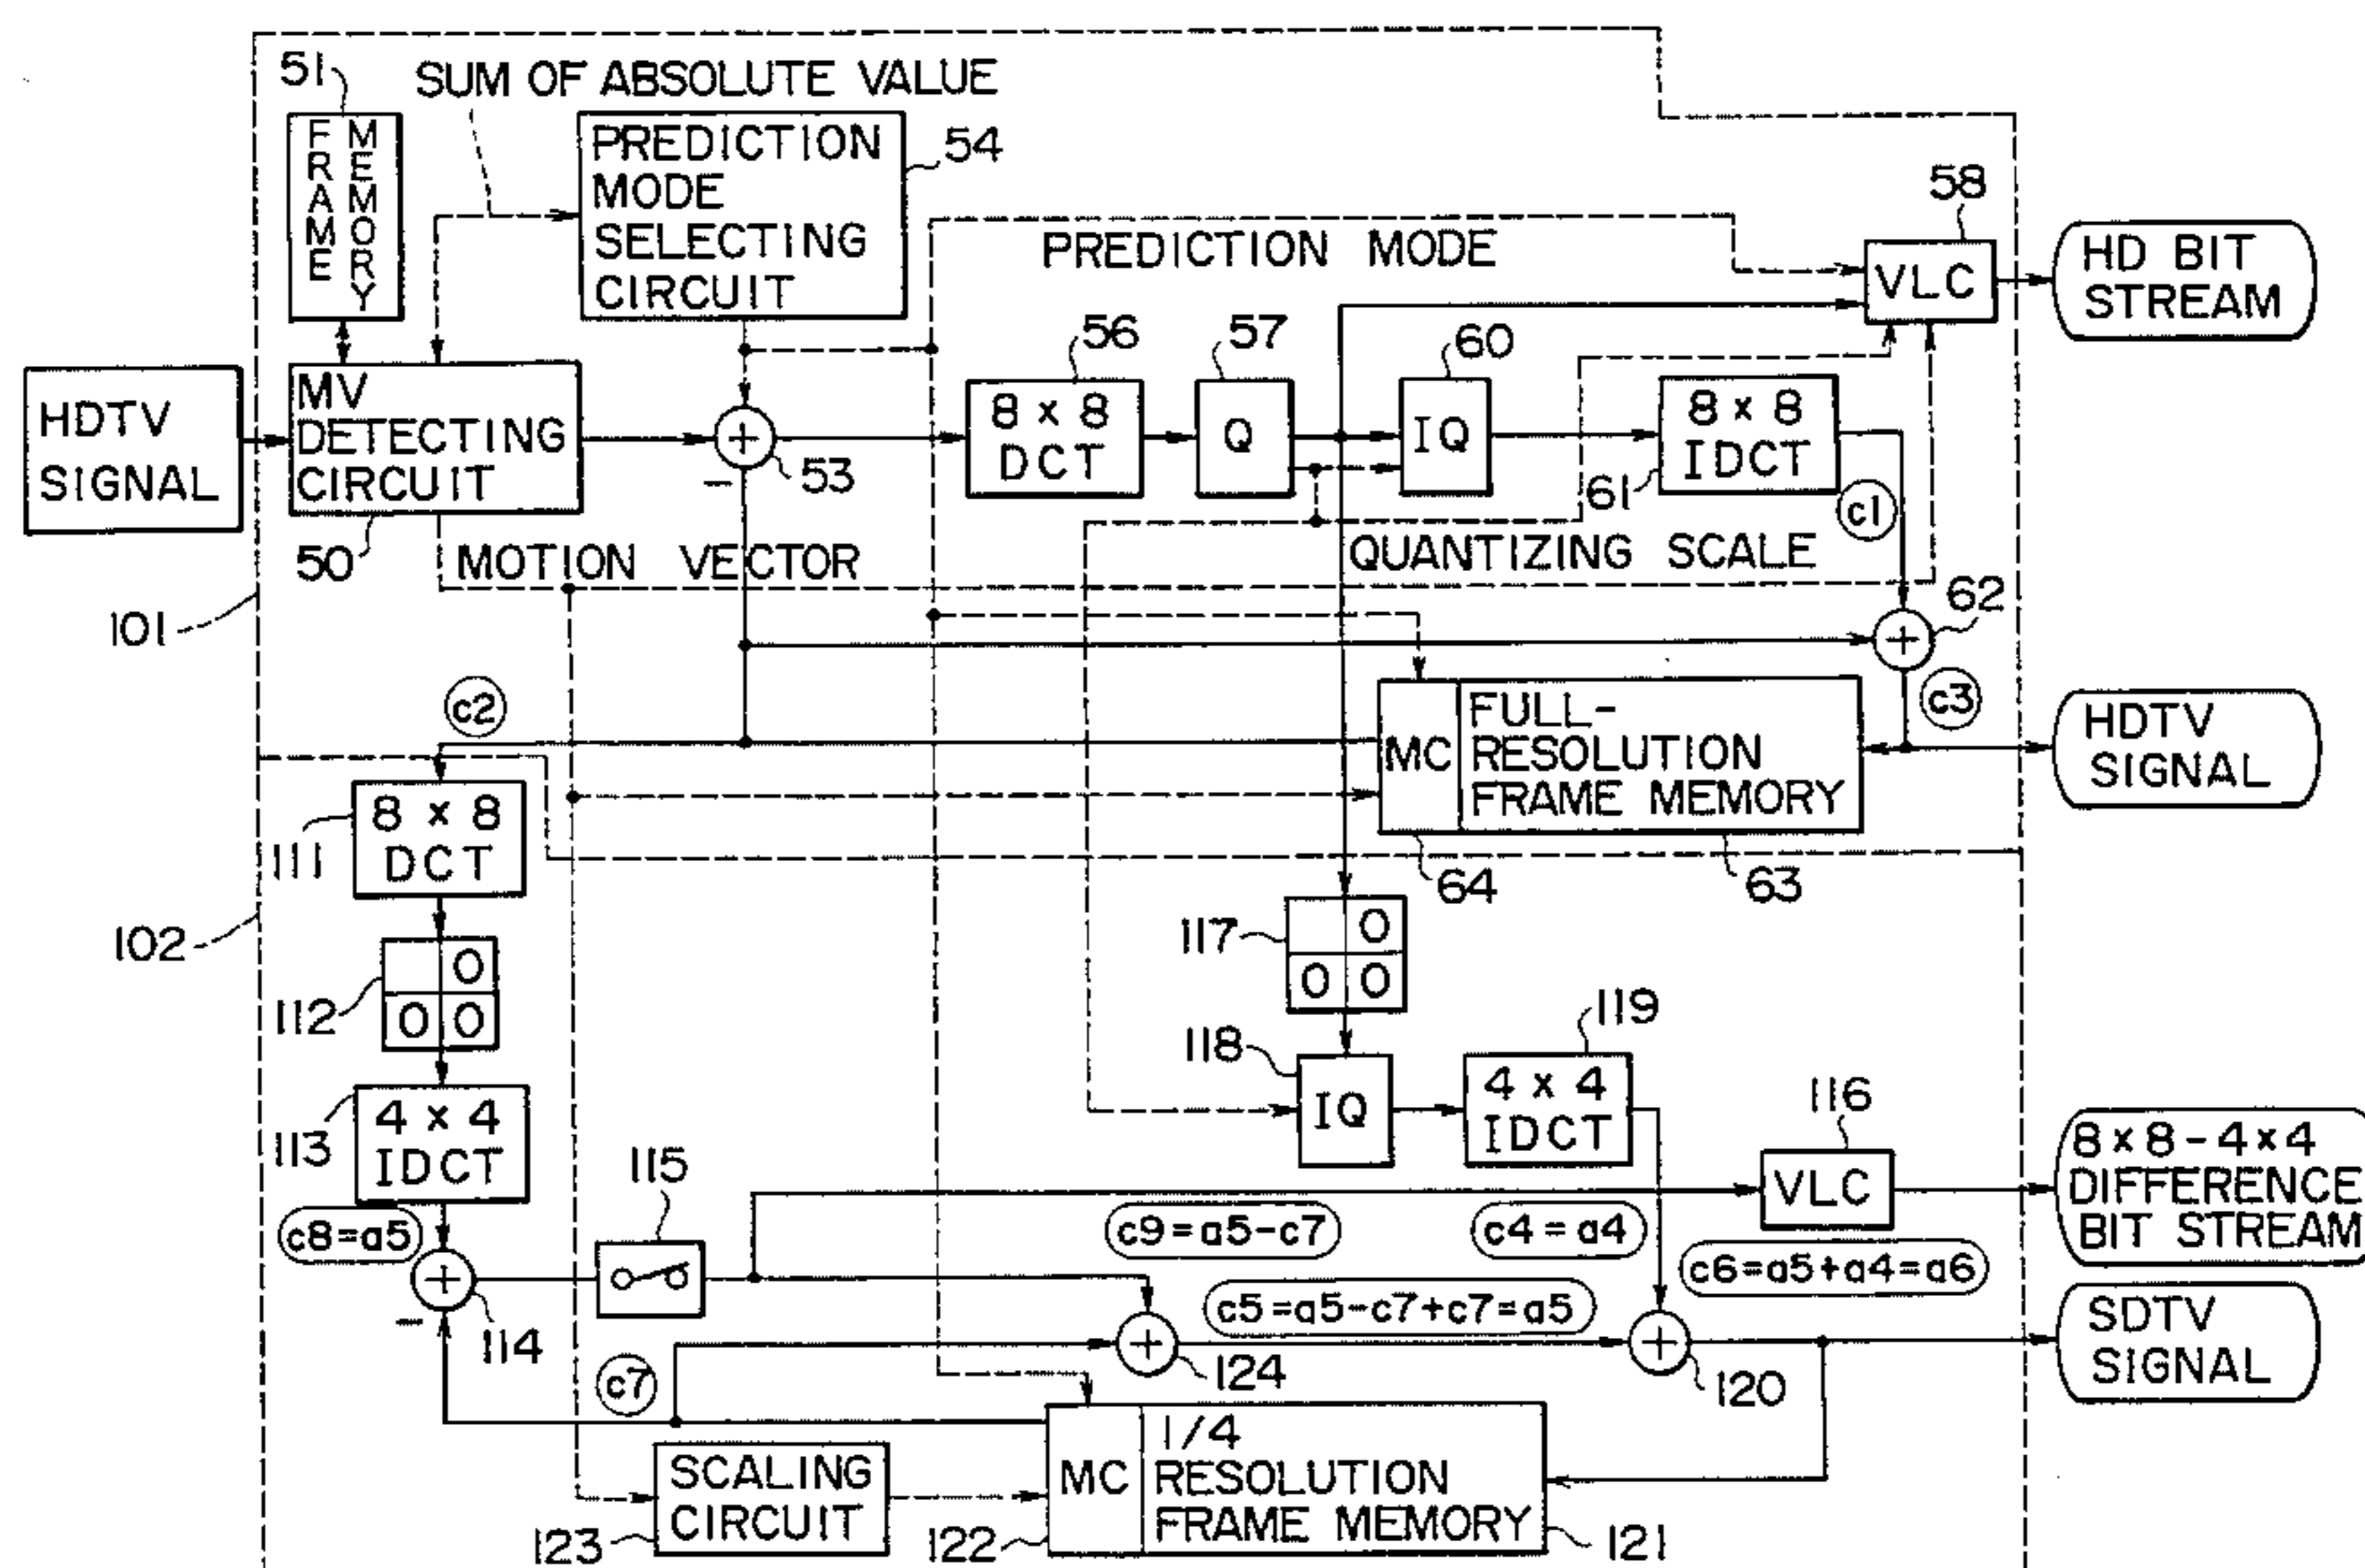 51
SUM OF ABSOLUTE VALUE
FRAME
MEMORY
PREDICTION
MODE
SELECTING
CIRCUIT
54
PREDICTION MODE
58
VLC
HD BIT
STREAM
HDTV
SIGNAL
MV
DETECTING
CIRCUIT
50
+
−
53
56
8 × 8
DCT
57
Q
60
IQ
8 × 8
IDCT
61
c1
MOTION VECTOR
QUANTIZING SCALE
101
62
+
c2
c3
MC
FULL-
RESOLUTION
FRAME MEMORY
64
63
HDTV
SIGNAL
8 × 8
DCT
111
102
0
0 0
112
117
0
0 0
4 × 4
IDCT
113
118
IQ
119
4 × 4
IDCT
116
VLC
8×8-4×4
DIFFERENCE
BIT STREAM
115
c8=a5
c9=a5-c7
c4=a4
c6=a5+a4=a6
+
−
114
c5=a5-c7+c7=a5
+
124
+
120
SDTV
SIGNAL
c7
SCALING
CIRCUIT
123
MC
1/4
RESOLUTION
FRAME MEMORY
122
121